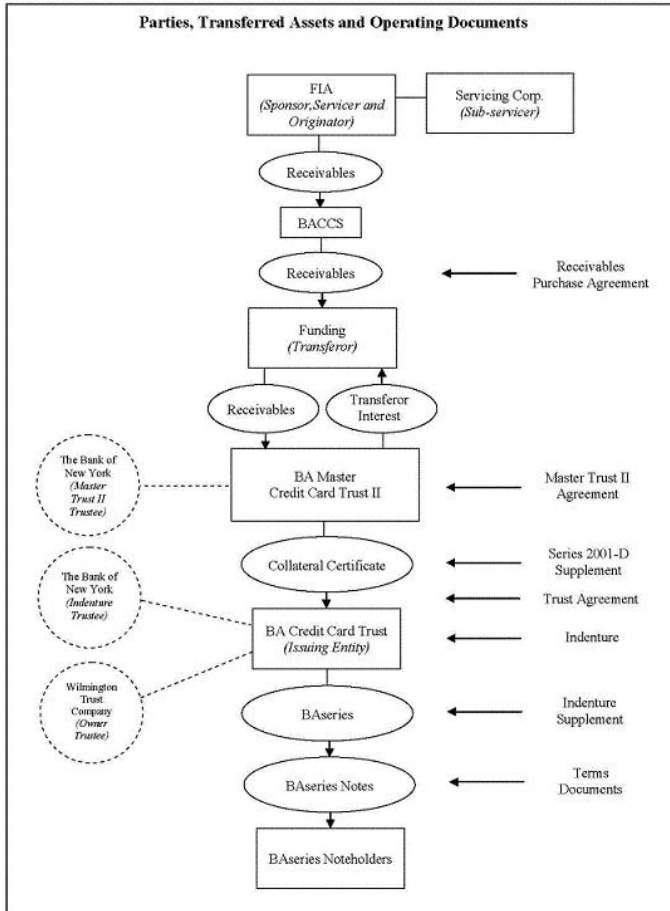 Parties, Transferred Assets and Operating Documents
FIA
(Sponsor,Servicer and
Originator)
Servicing Corp.
(Sub-servicer)
Receivables
BACCS
Receivables
Receivables
Purchase Agreement
Funding
(Transferor)
Receivables
Transferor
Interest
The Bank of
New York
(Master
Trust II
Trustee)
BA Master
Credit Card Trust II
Master Trust II
Agreement
Collateral Certificate
Series 2001-D
Supplement
The Bank of
New York
(Indenture
Trustee)
Trust Agreement
BA Credit Card Trust
(Issuing Entity)
Indenture
Wilmington
Trust
Company
(Owner
Trustee)
BAseries
Indenture
Supplement
BAseries Notes
Terms
Documents
BAseries Noteholders